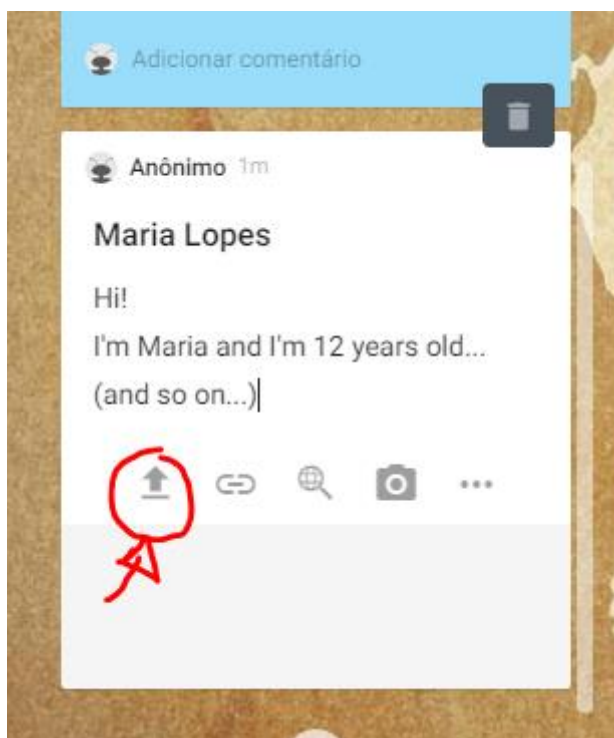 Adicionar comentário
Anônimo 1m
Maria Lopes
Hi!
I'm Maria and I'm 12 years old...
(and so on...)